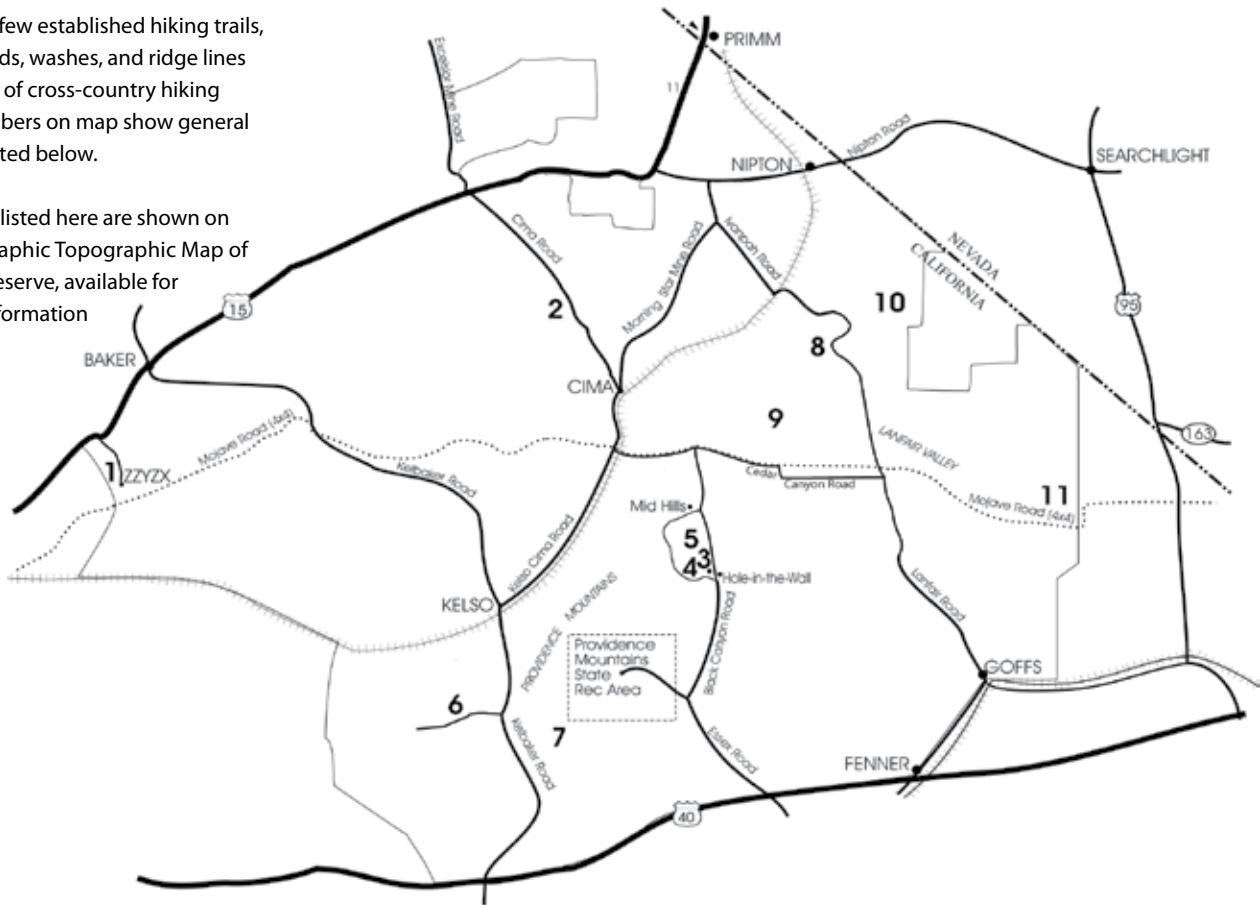 few established hiking trails,
ds, washes, and ridge lines
of cross-country hiking
bers on map show general
ted below.
listed here are shown on
aphic Topographic Map of
eserve, available for
formation
PRIMM
Excelsior Mine Road
11
NIPTON
Nipton Road
SEARCHLIGHT
Cima Road
Morning Star Mine Road
Ivanpah Road
NEVADA
CALIFORNIA
15
2
10
95
8
BAKER
CIMA
9
163
Mojave Road (4x4)
1
ZZYZX
Kelbaker Road
LANFAIR VALLEY
Cedar
Canyon Road
11
Mojave Road (4x4)
Mid Hills
5
3
4
Hole-in-the-Wall
Kelso Cima Road
KELSO
PROVIDENCE MOUNTAINS
Black Canyon Road
Lanfair Road
Providence
Mountains
State
Rec Area
GOFFS
6
7
Kelbaker Road
Essex Road
FENNER
40